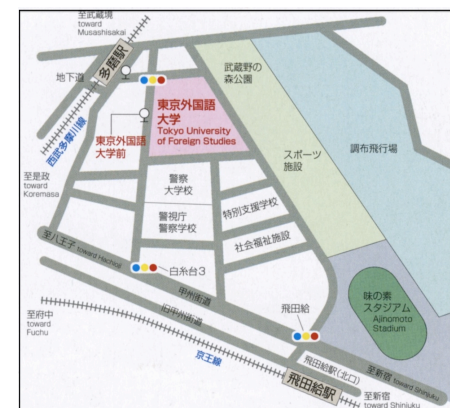 至武蔵境
toward
Musashisakai
多磨駅
地下道
西武多摩川線
東京外国語
大学
Tokyo University
of Foreign Studies
東京外国語
大学前
武蔵野の
森公園
スポーツ
施設
調布飛行場
至是政
toward
Koremasa
警察
大学校
警視庁
警察学校
特別支援学校
社会福祉施設
至八王子 toward Hachioji
白糸台3
甲州街道
旧甲州街道
飛田給
味の素
スタジアム
Ajinomoto
Stadium
至府中
toward
Fuchu
京王線
飛田給駅(北口)
飛田給駅
至新宿 toward Shinjuku
至新宿
toward Shinjuku